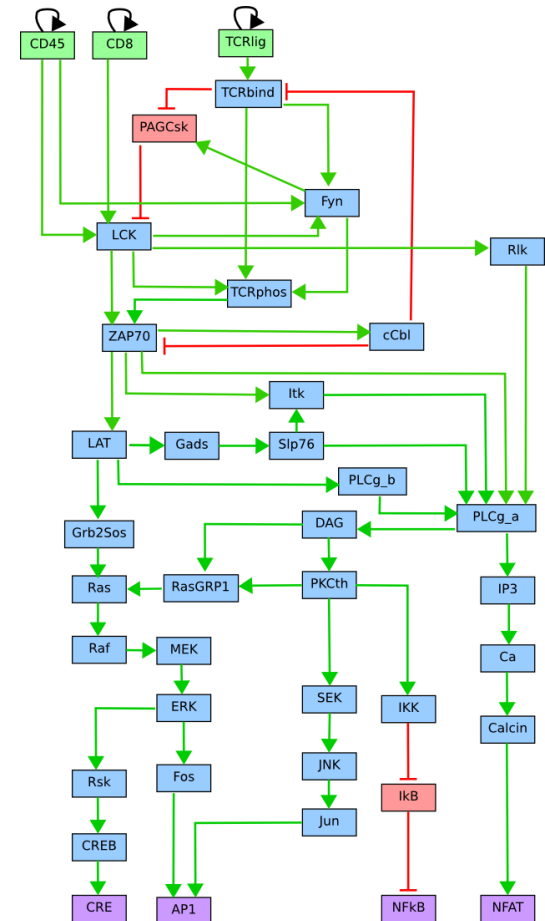 CD45
CD8
TCRlig
TCRbind
PAGCsk
Fyn
LCK
Rlk
TCRphos
ZAP70
cCbl
Itk
LAT
Gads
Slp76
PLCg_b
PLCg_a
DAG
Grb2Sos
Ras
RasGRP1
PKCth
IP3
Raf
MEK
Ca
SEK
ERK
IKK
Calcin
Rsk
Fos
JNK
IkB
Jun
CREB
CRE
AP1
NFkB
NFAT